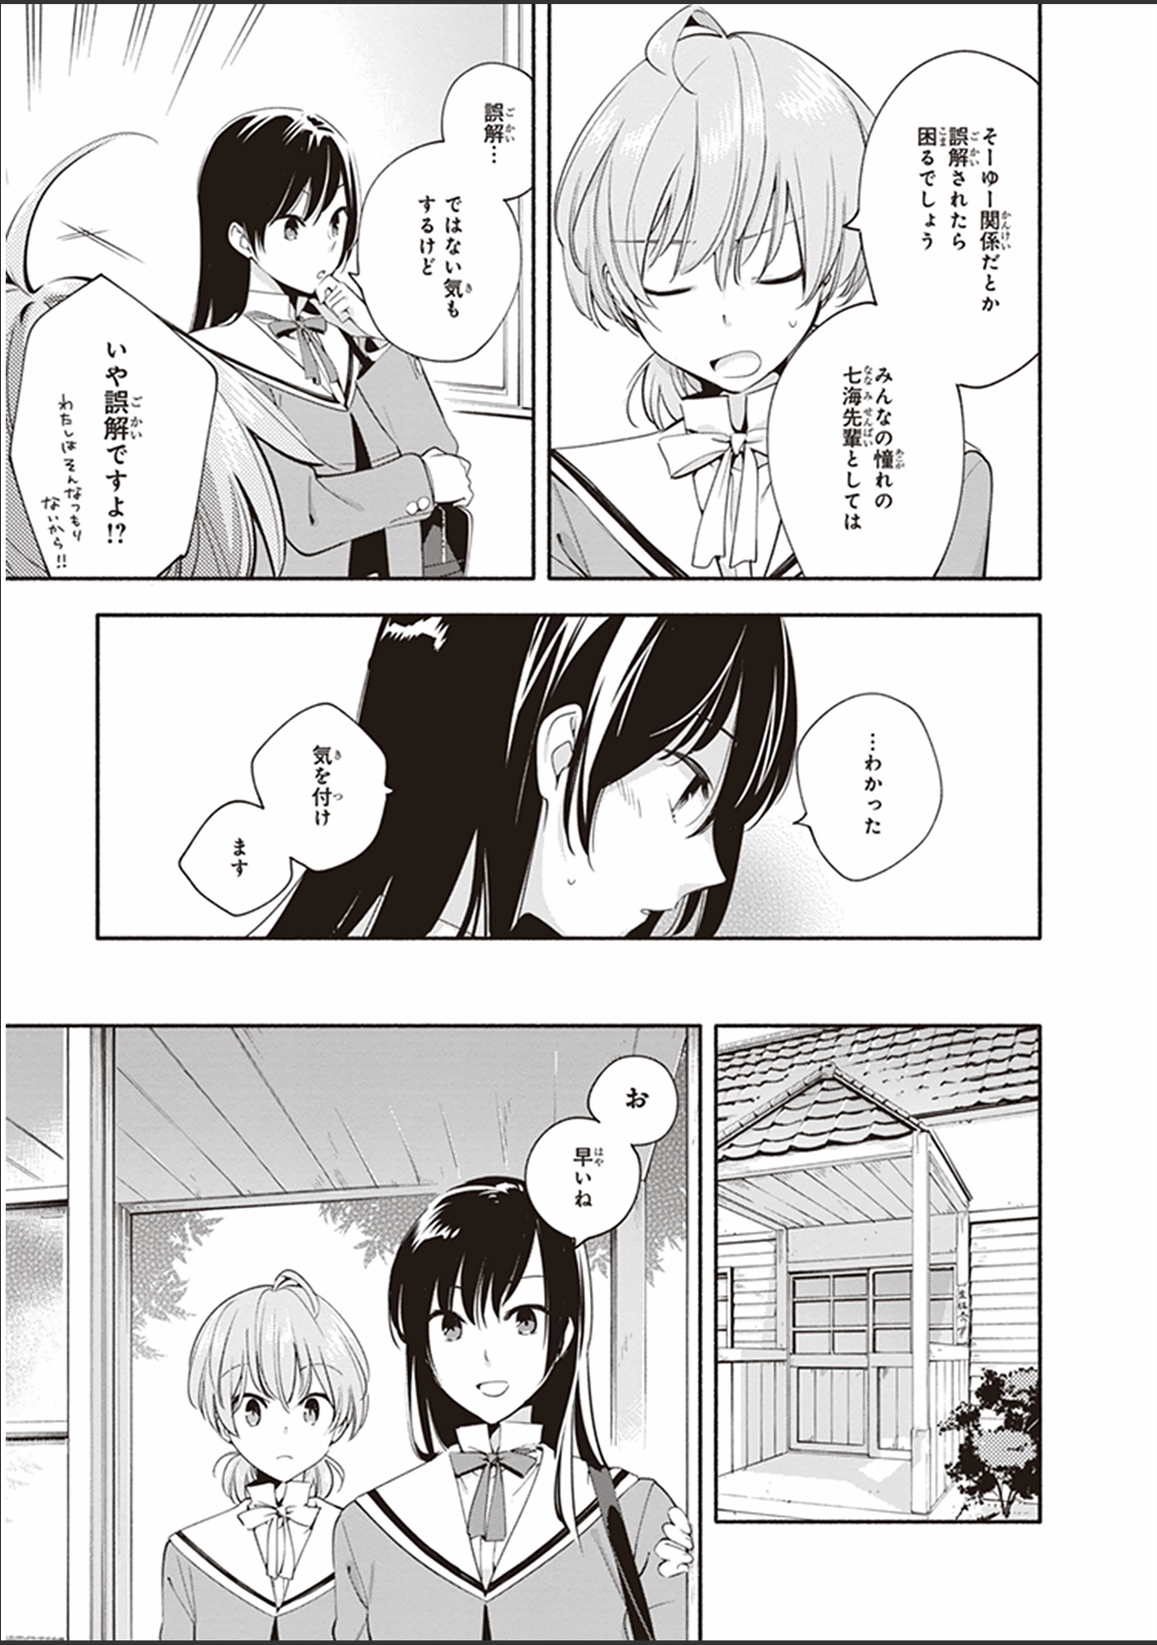 そーゆー関係だとか
誤解されたら
困るでしょう
みんなの憧れの
七海先輩としては
誤解…
ではない気も
するけど
いや誤解ですよ!?
わたしはそんなつもり
ないから!!
…わかった
気を付け
ます
お
早いね